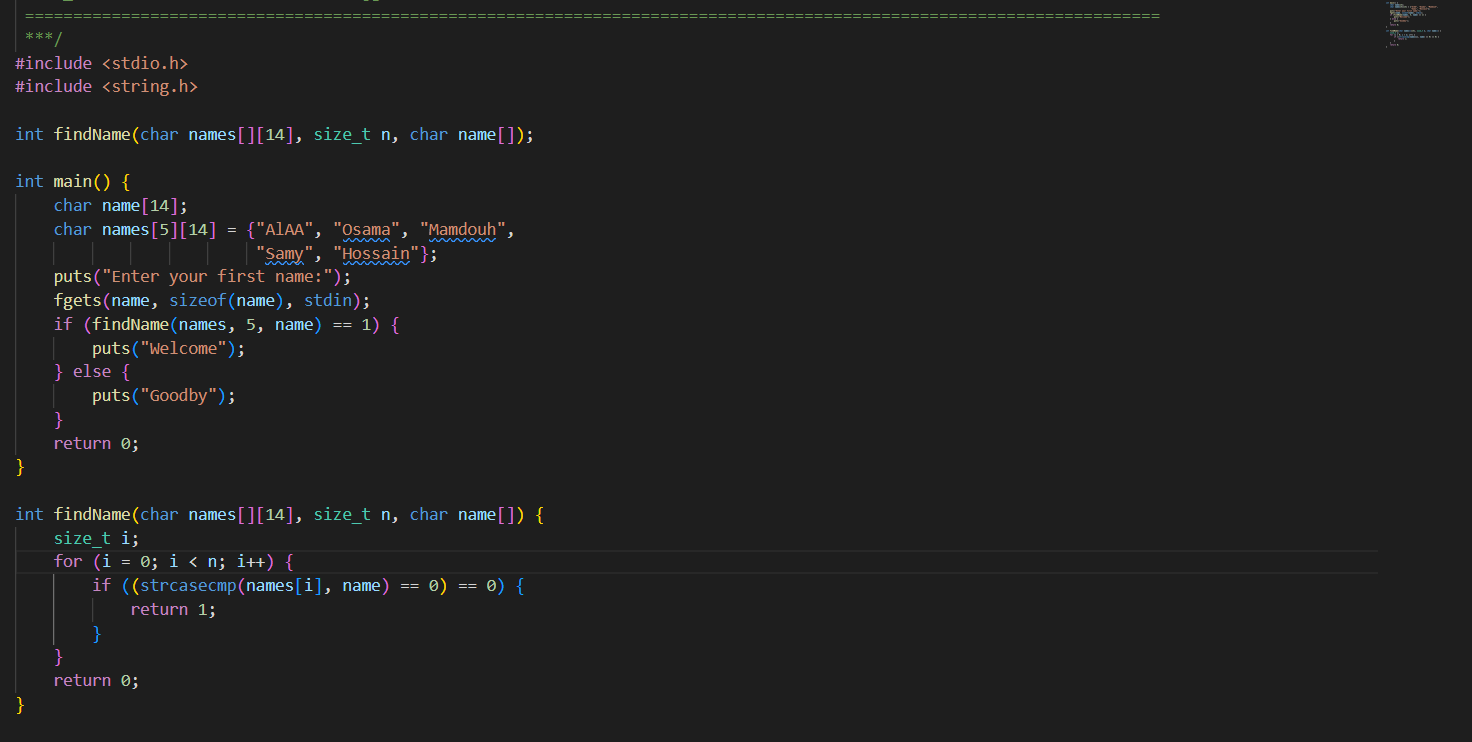 ==========================================================================================================================
***/
#include <stdio.h>
#include <string.h>

int findName(char names[][14], size_t n, char name[]);

int main() {
    char name[14];
    char names[5][14] = {"AlAA", "Osama", "Mamdouh",
                         "Samy", "Hossain"};
    puts("Enter your first name:");
    fgets(name, sizeof(name), stdin);
    if (findName(names, 5, name) == 1) {
        puts("Welcome");
    } else {
        puts("Goodby");
    }
    return 0;
}

int findName(char names[][14], size_t n, char name[]) {
    size_t i;
    for (i = 0; i < n; i++) {
        if ((strcasecmp(names[i], name) == 0) == 0) {
            return 1;
        }
    }
    return 0;
}